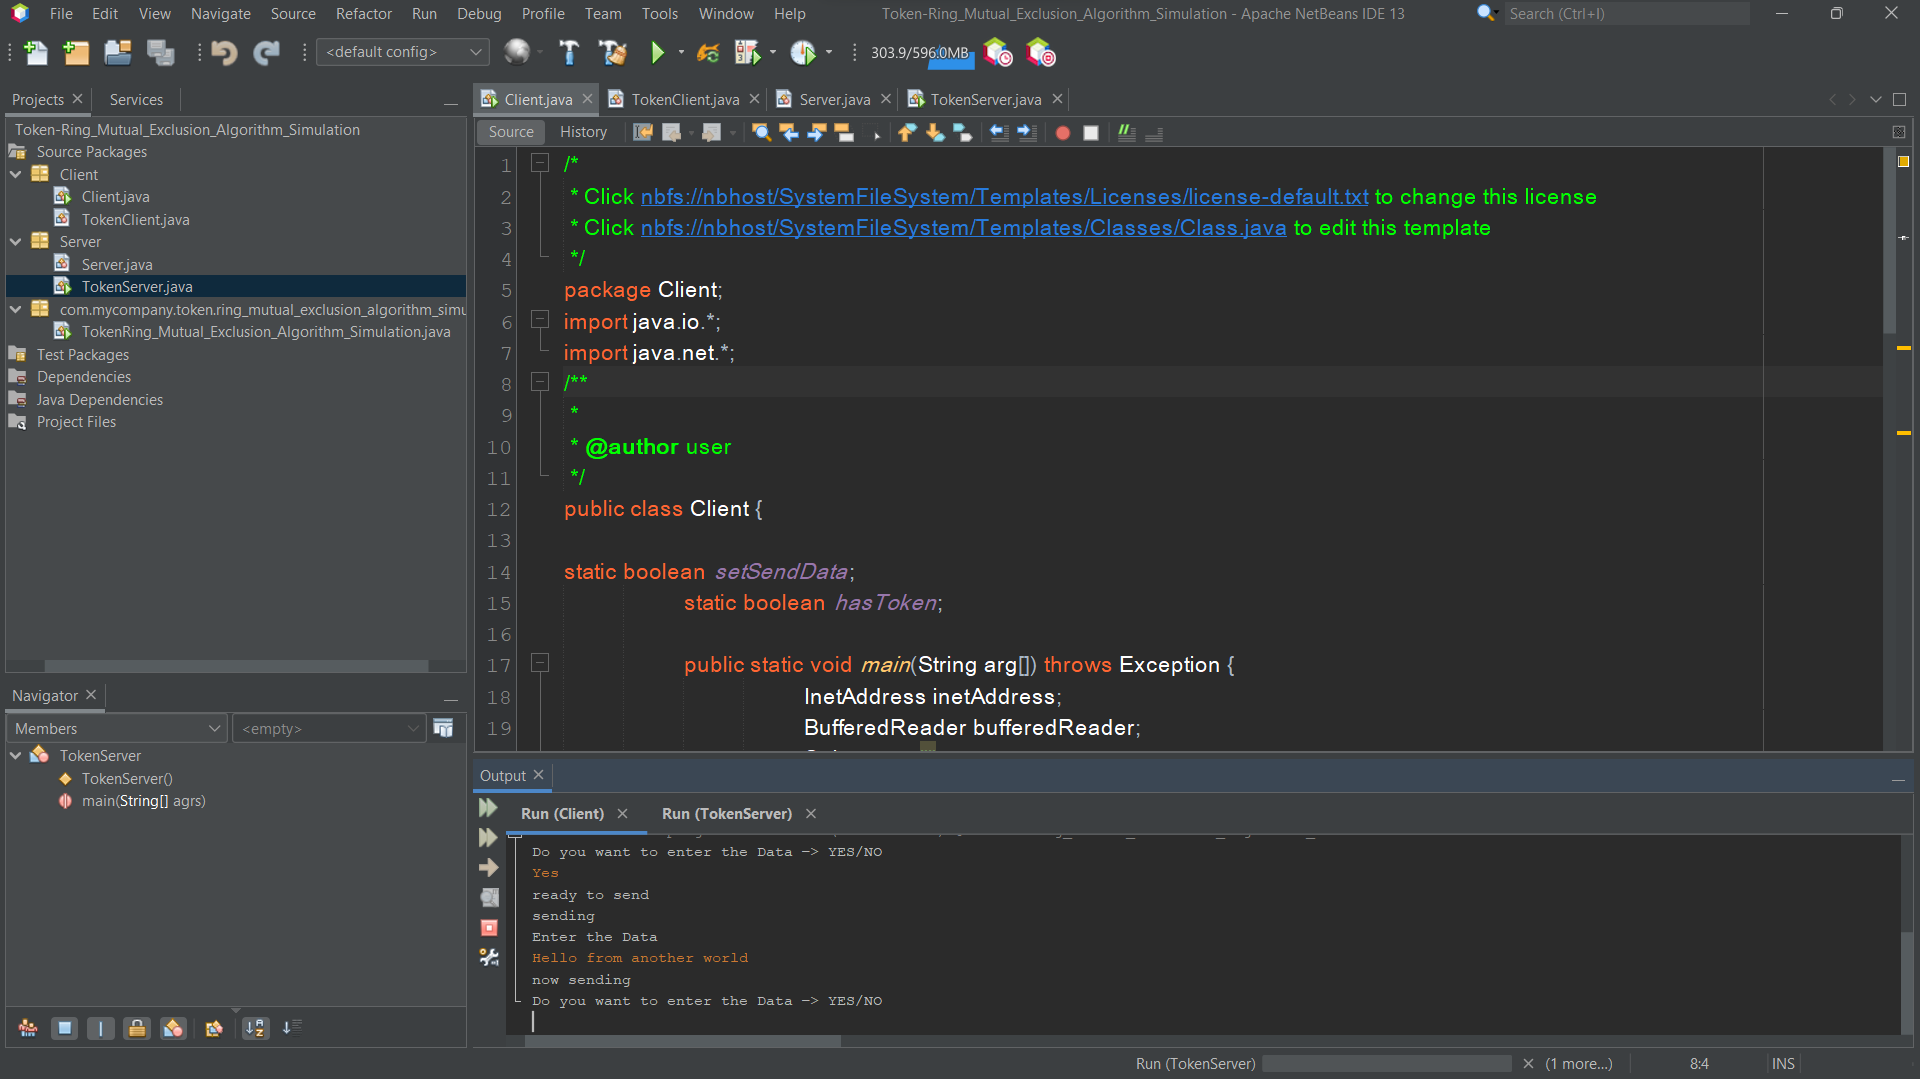 File Edit View Navigate Source Refactor Run Debug Profile Team Tools Window Help
Token-Ring_Mutual_Exclusion_Algorithm_Simulation - Apache NetBeans IDE 13
Search (Ctrl+I)
<default config>
303.9/596.0MB
Projects
Services
Token-Ring_Mutual_Exclusion_Algorithm_Simulation
Source Packages
Client
Client.java
TokenClient.java
Server
Server.java
TokenServer.java
com.mycompany.token.ring_mutual_exclusion_algorithm_simu
TokenRing_Mutual_Exclusion_Algorithm_Simulation.java
Test Packages
Dependencies
Java Dependencies
Project Files
Navigator
Members
<empty>
TokenServer
TokenServer()
main(String[] agrs)
Client.java TokenClient.java Server.java TokenServer.java
Source History
1 /*
2 * Click nbfs://nbhost/SystemFileSystem/Templates/Licenses/license-default.txt to change this license
3 * Click nbfs://nbhost/SystemFileSystem/Templates/Classes/Class.java to edit this template
4 */
5 package Client;
6 import java.io.*;
7 import java.net.*;
8 /**
9 *
10 * @author user
11 */
12 public class Client {
13
14 static boolean setSendData;
15 static boolean hasToken;
16
17 public static void main(String arg[]) throws Exception {
18 InetAddress inetAddress;
19 BufferedReader bufferedReader;
Output
Run (Client) Run (TokenServer)
Do you want to enter the Data -> YES/NO
Yes
ready to send
sending
Enter the Data
Hello from another world
now sending
Do you want to enter the Data -> YES/NO
Run (TokenServer) (1 more...) 8:4 INS